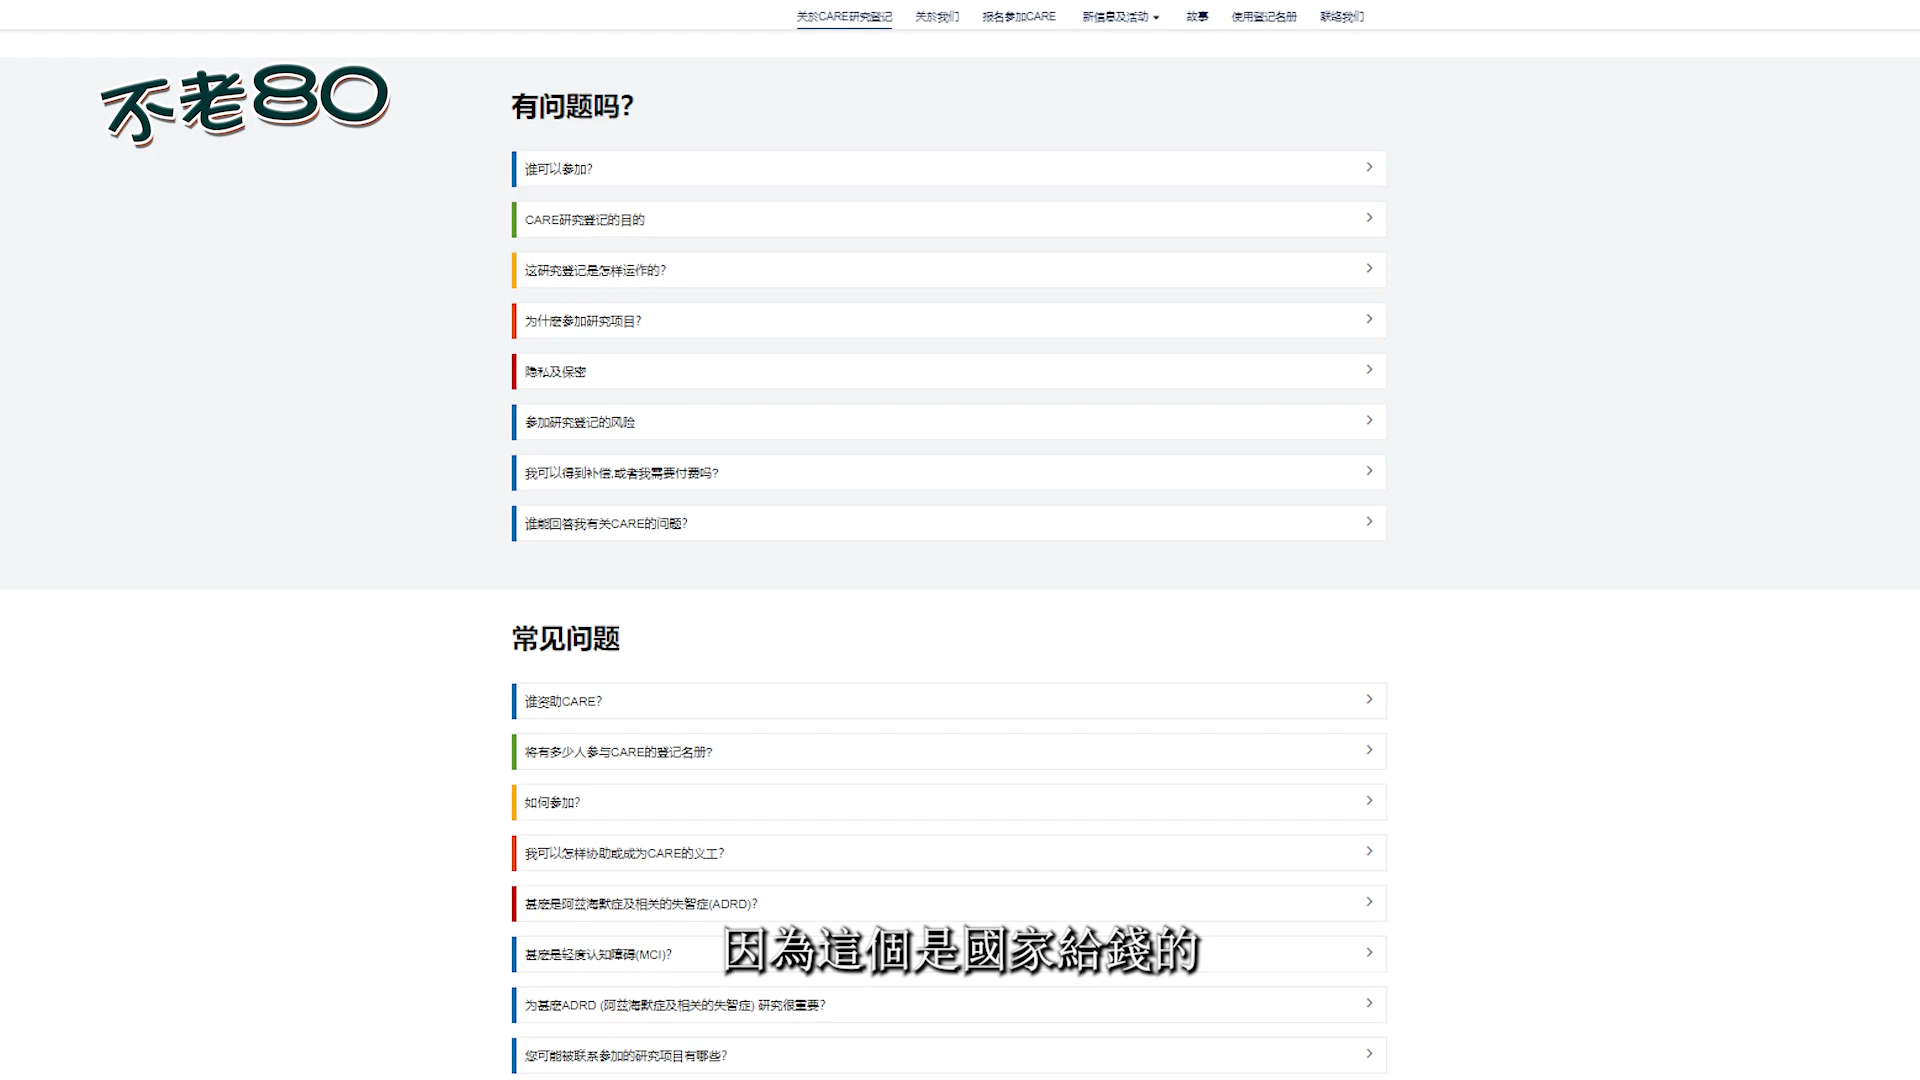 关於CARE研究登记 关於我们 报名参加CARE 新信息及活动 故事 使用登记名册 联络我们
不老80
有问题吗?
谁可以参加?
CARE研究登记的目的
这研究登记是怎样运作的?
为什麽参加研究项目?
隐私及保密
参加研究登记的风险
我可以得到补偿,或者我需要付费吗?
谁能回答我有关CARE的问题?
常见问题
谁资助CARE?
将有多少人参与CARE的登记名册?
如何参加?
我可以怎样协助或成为CARE的义工?
甚麽是阿兹海默症及相关的失智症(ADRD)?
甚麽是轻度认知障碍(MCI)?
因為這個是國家給錢的
为甚麽ADRD (阿兹海默症及相关的失智症) 研究很重要?
您可能被联系参加的研究项目有哪些?